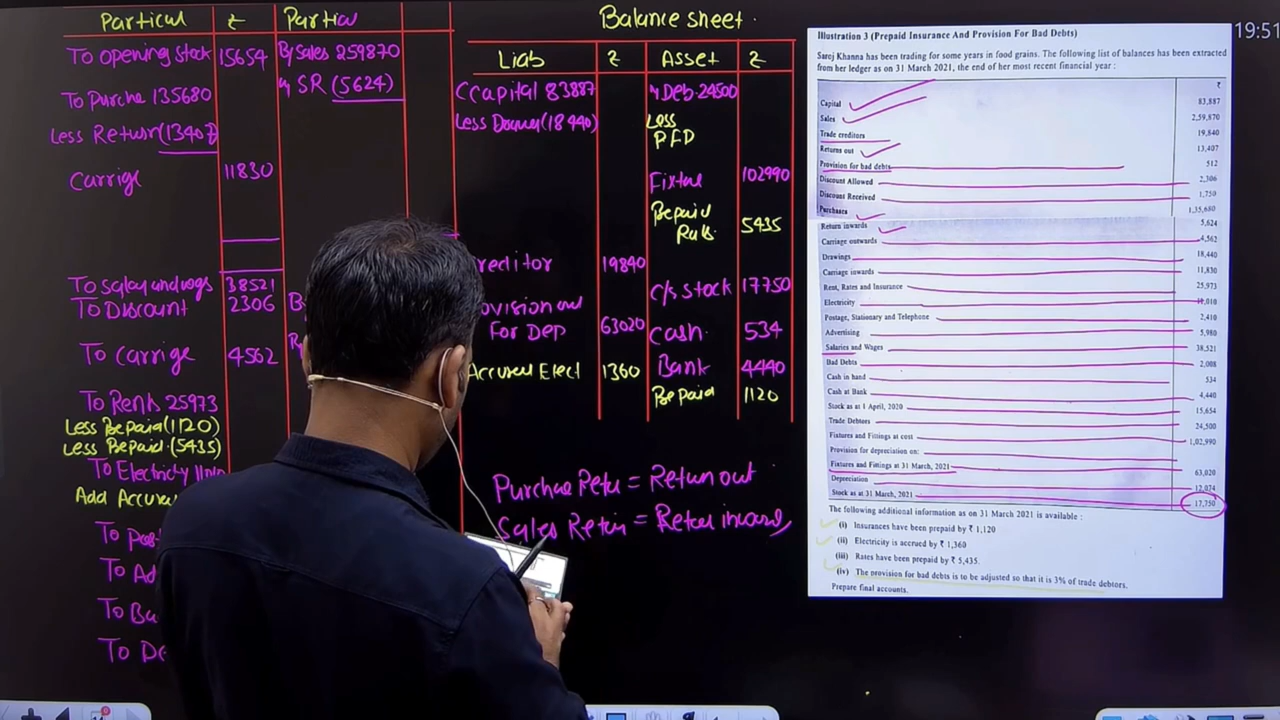 Particul ₹ Particu
To opening stock 15654 By Sales 259870
SR (5624)
To Purche 135680
Less Return (13407)
Carrige 11830
To Salary and wags 38521
To Discount 2306
To Carrige 4562
To Rents 25973
Less Prepaid (1120)
Less Prepaid (5435)
To Electricity
Add Accured
To Pos
To Ad
To Ba
To De
Balance sheet
Liab ₹ Asset ₹
Capital 83887 Deb. 24500
Less Drawing (18440) Less
PFD
Fixture 102990
Prepaid
Rate 5435
reditor 19840
C/s Stock 17750
For Dep 63020
Cash 534
Accured Elect 1360 Bank 4440
Prepaid 1120
Purchase retu = Return out
Sales Retrn = Return inward
19:51
Illustration 3 (Prepaid Insurance And Provision For Bad Debts)
Saroj Khanna has been trading for some years in food grains. The following list of balances has been extracted
from her ledger as on 31 March 2021, the end of her most recent financial year :
₹
Capital 83,887
Sales 2,59,870
Trade creditors 19,840
Returns out 13,407
Provision for bad debts 512
Discount Allowed 2,306
Discount Received 1,750
Purchases 1,35,680
Return inwards 5,624
Carriage outwards 4,562
Drawings 18,440
Carriage inwards 11,830
Rent, Rates and Insurance 25,973
Electricity 11,010
Postage, Stationary and Telephone 2,410
Advertising 5,980
Salaries and Wages 38,521
Bad Debts 2,008
Cash in hand 534
Cash at Bank 4,440
Stock as at 1 April, 2020 15,654
Trade Debtors 24,500
Fixtures and Fittings at cost 1,02,990
Provision for depreciation on:
Fixtures and Fittings at 31 March, 2021 63,020
Depreciation 12,074
Stock as at 31 March, 2021 17,750
The following additional information as on 31 March 2021 is available :
(i) Insurances have been prepaid by ₹ 1,120
(ii) Electricity is accrued by ₹ 1,360
(iii) Rates have been prepaid by ₹ 5,435.
(iv) The provision for bad debts is to be adjusted so that it is 3% of trade debtors.
Prepare final accounts.